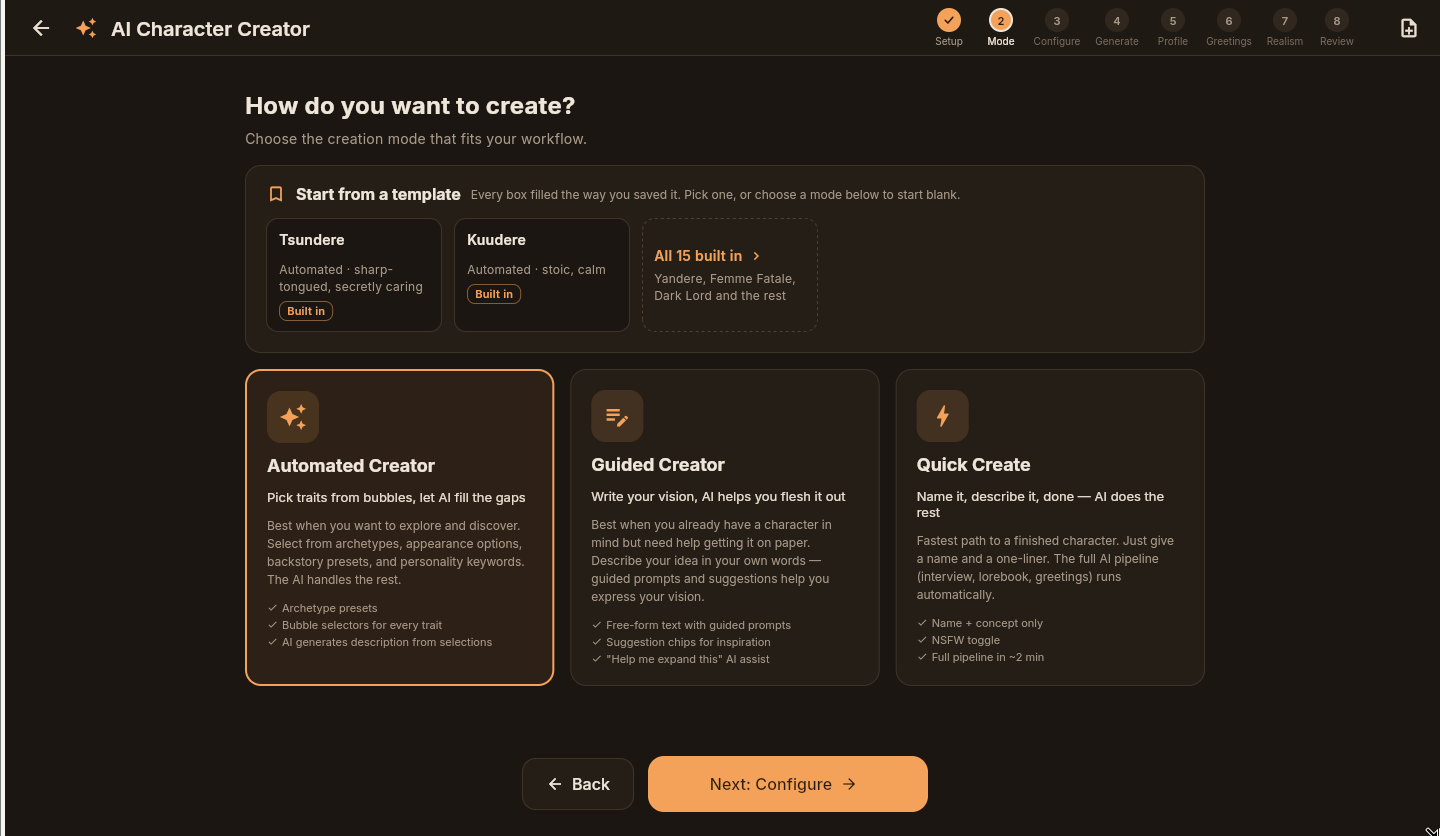 AI Character Creator
Setup
2
Mode
3
Configure
4
Generate
5
Profile
6
Greetings
7
Realism
8
Review
How do you want to create?
Choose the creation mode that fits your workflow.
Start from a template Every box filled the way you saved it. Pick one, or choose a mode below to start blank.
Tsundere
Automated · sharp-
tongued, secretly caring
Built in
Kuudere
Automated · stoic, calm
Built in
All 15 built in
Yandere, Femme Fatale,
Dark Lord and the rest
Automated Creator
Pick traits from bubbles, let AI fill the gaps
Best when you want to explore and discover.
Select from archetypes, appearance options,
backstory presets, and personality keywords.
The AI handles the rest.
Archetype presets
Bubble selectors for every trait
AI generates description from selections
Guided Creator
Write your vision, AI helps you flesh it out
Best when you already have a character in
mind but need help getting it on paper.
Describe your idea in your own words —
guided prompts and suggestions help you
express your vision.
Free-form text with guided prompts
Suggestion chips for inspiration
"Help me expand this" AI assist
Quick Create
Name it, describe it, done — AI does the
rest
Fastest path to a finished character. Just give
a name and a one-liner. The full AI pipeline
(interview, lorebook, greetings) runs
automatically.
Name + concept only
NSFW toggle
Full pipeline in ~2 min
Back
Next: Configure